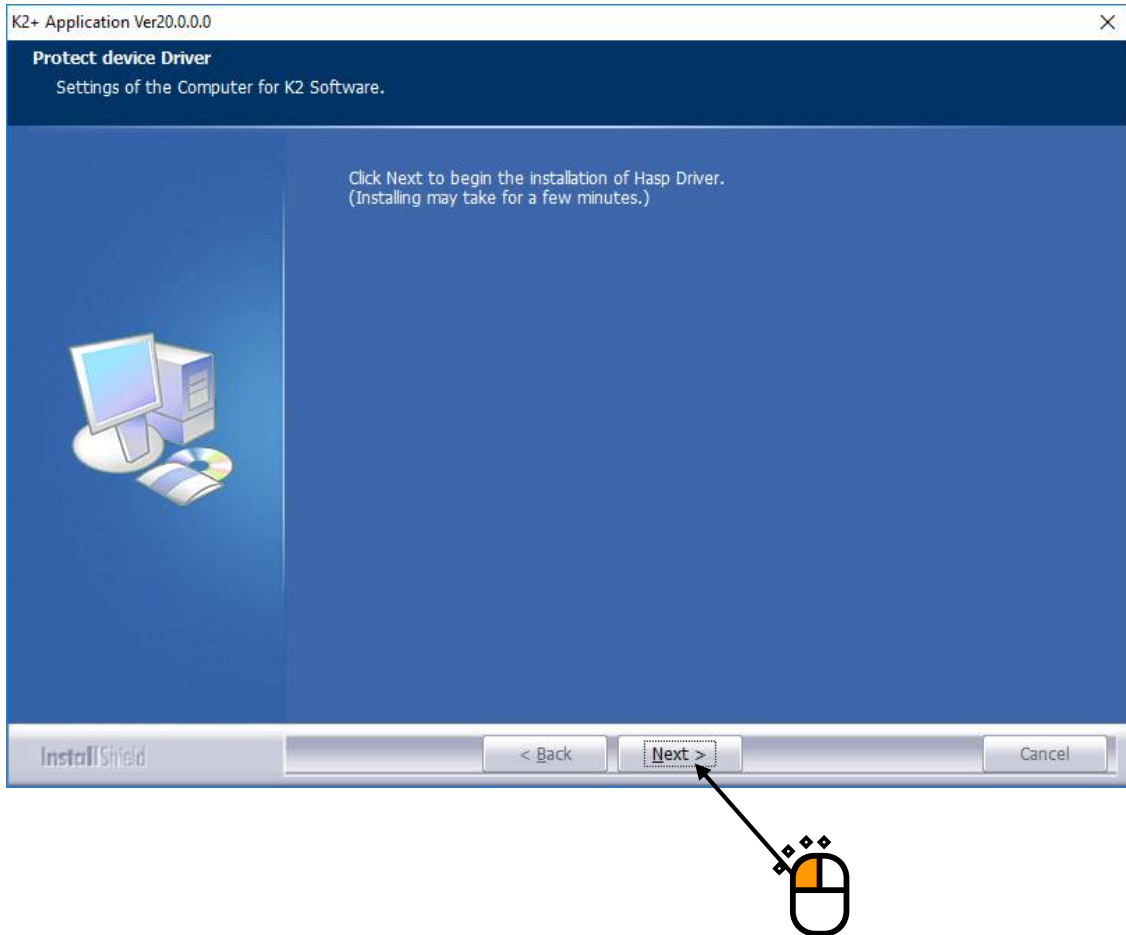 K2+ Application Ver20.0.0.0
Protect device Driver
Settings of the Computer for K2 Software.
Click Next to begin the installation of Hasp Driver.
(Installing may take for a few minutes.)
InstallShield
< Back
Next >
Cancel